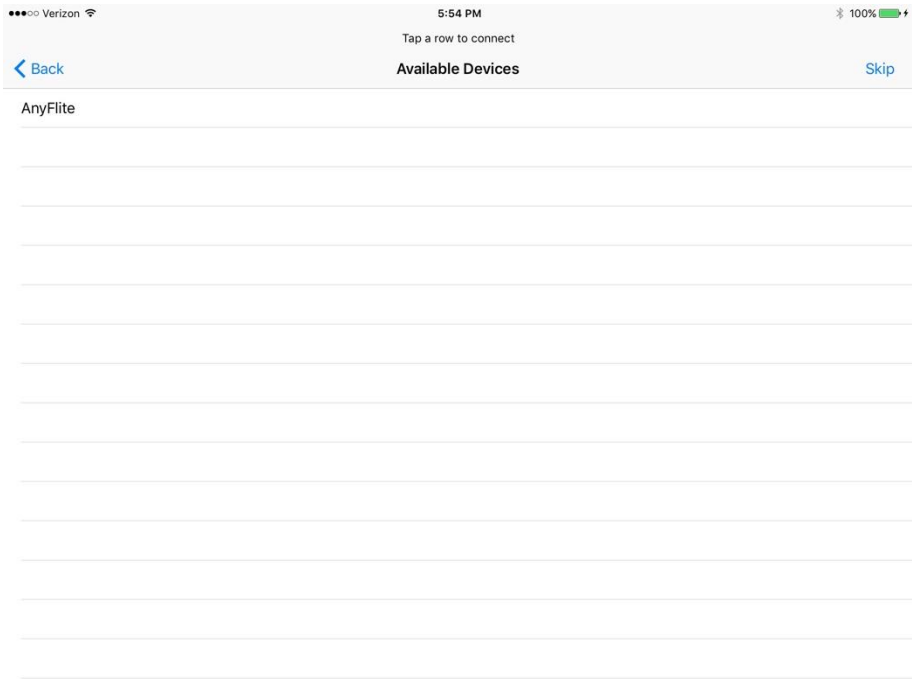 Verizon 5:54 PM 100%
Tap a row to connect
Back Available Devices Skip
AnyFlite